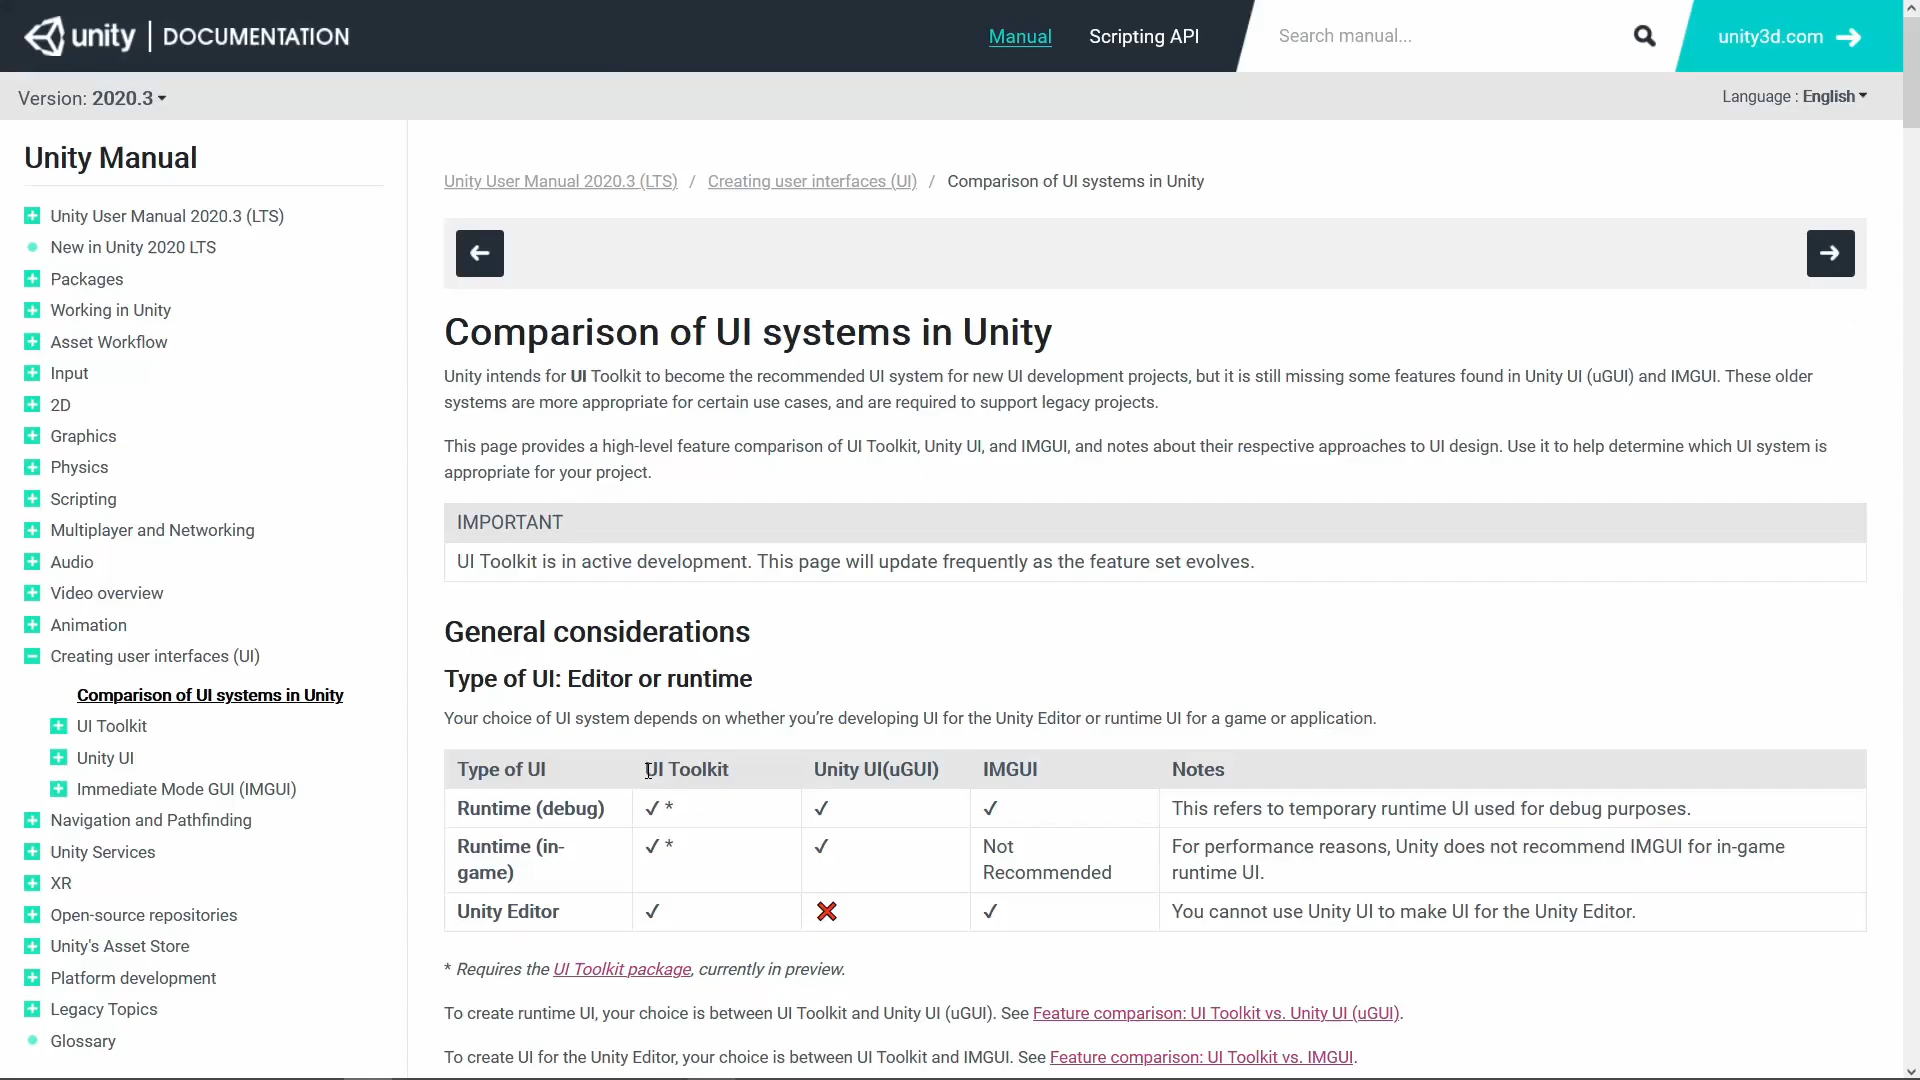 unity | DOCUMENTATION
Manual
Scripting API
Search manual...
unity3d.com
Version: 2020.3
Language : English
Unity Manual
Unity User Manual 2020.3 (LTS)
New in Unity 2020 LTS
Packages
Working in Unity
Asset Workflow
Input
2D
Graphics
Physics
Scripting
Multiplayer and Networking
Audio
Video overview
Animation
Creating user interfaces (UI)
Comparison of UI systems in Unity
UI Toolkit
Unity UI
Immediate Mode GUI (IMGUI)
Navigation and Pathfinding
Unity Services
XR
Open-source repositories
Unity's Asset Store
Platform development
Legacy Topics
Glossary
Unity User Manual 2020.3 (LTS) / Creating user interfaces (UI) / Comparison of UI systems in Unity
Comparison of UI systems in Unity
Unity intends for UI Toolkit to become the recommended UI system for new UI development projects, but it is still missing some features found in Unity UI (uGUI) and IMGUI. These older
systems are more appropriate for certain use cases, and are required to support legacy projects.
This page provides a high-level feature comparison of UI Toolkit, Unity UI, and IMGUI, and notes about their respective approaches to UI design. Use it to help determine which UI system is
appropriate for your project.
IMPORTANT
UI Toolkit is in active development. This page will update frequently as the feature set evolves.
General considerations
Type of UI: Editor or runtime
Your choice of UI system depends on whether you’re developing UI for the Unity Editor or runtime UI for a game or application.
Type of UI UI Toolkit Unity UI(uGUI) IMGUI Notes
Runtime (debug) ✓ * ✓ ✓ This refers to temporary runtime UI used for debug purposes.
Runtime (in- ✓ * ✓ Not For performance reasons, Unity does not recommend IMGUI for in-game
game) Recommended runtime UI.
Unity Editor ✓ ❌ ✓ You cannot use Unity UI to make UI for the Unity Editor.
* Requires the UI Toolkit package, currently in preview.
To create runtime UI, your choice is between UI Toolkit and Unity UI (uGUI). See Feature comparison: UI Toolkit vs. Unity UI (uGUI).
To create UI for the Unity Editor, your choice is between UI Toolkit and IMGUI. See Feature comparison: UI Toolkit vs. IMGUI.